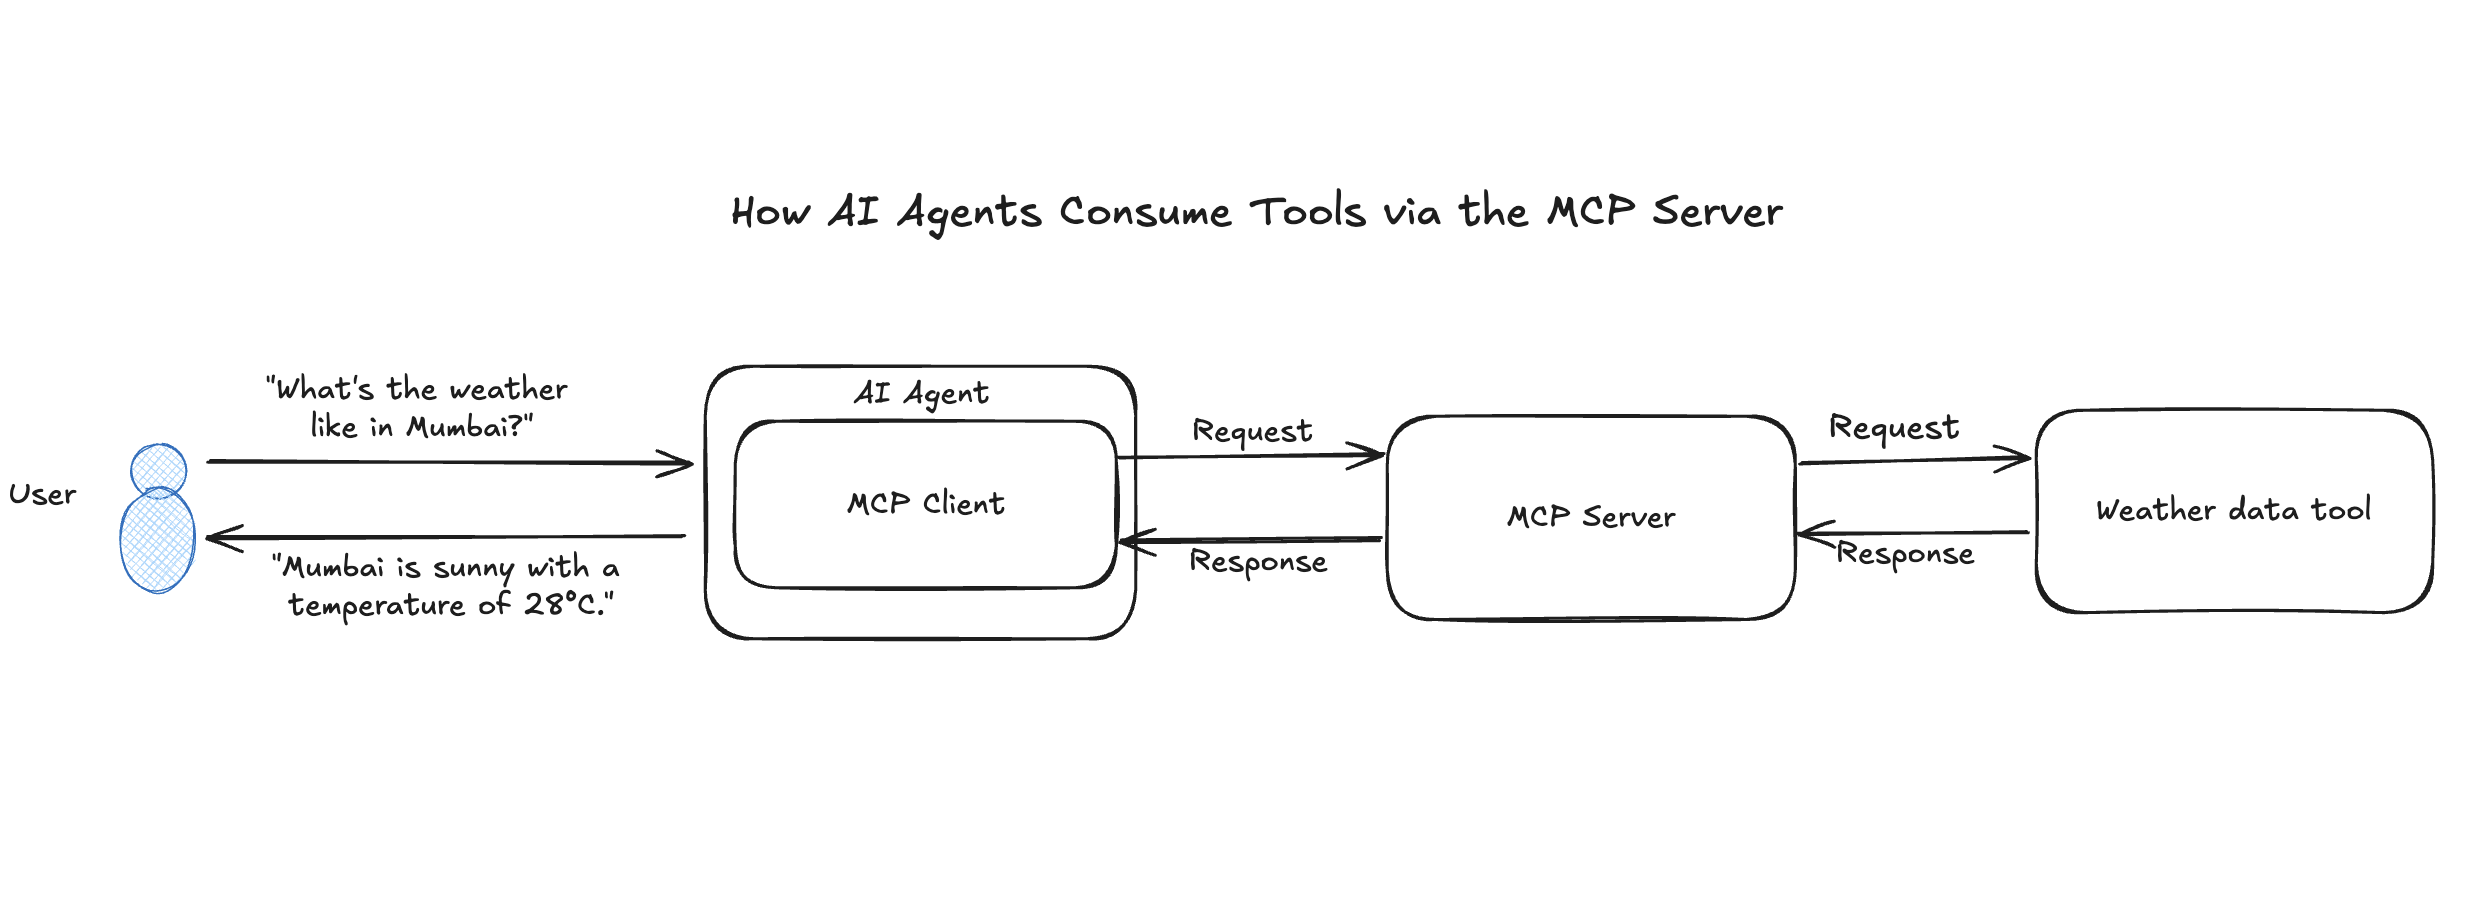 How AI Agents Consume Tools via the MCP Server
User
"What's the weather
like in Mumbai?"
"Mumbai is sunny with a
temperature of 28°C."
AI Agent
MCP Client
Request
Response
MCP Server
Request
Response
Weather data tool